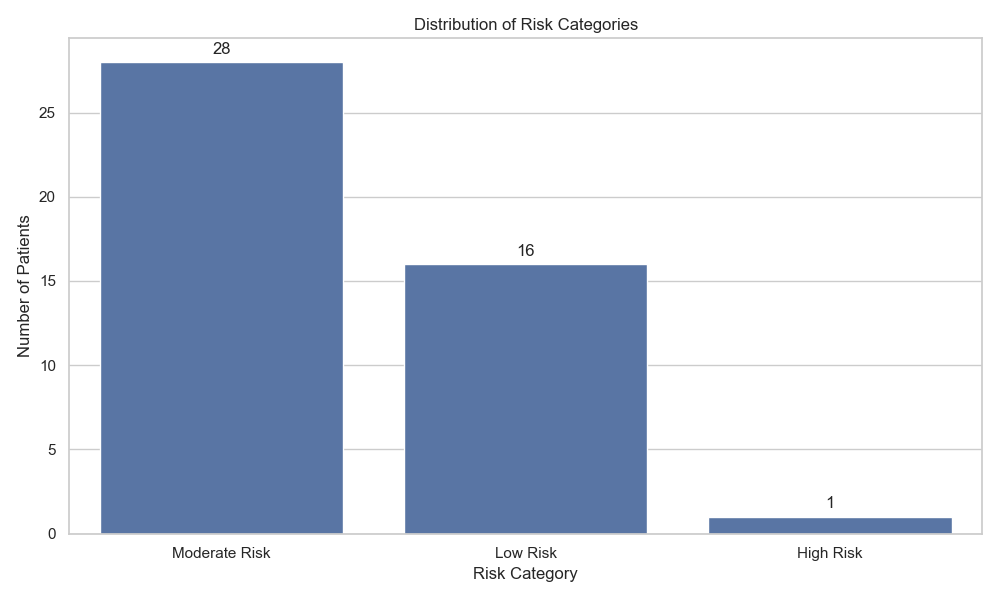 Distribution of Risk Categories
28
16
1
25
20
15
10
5
0
Number of Patients
Moderate Risk
Low Risk
High Risk
Risk Category